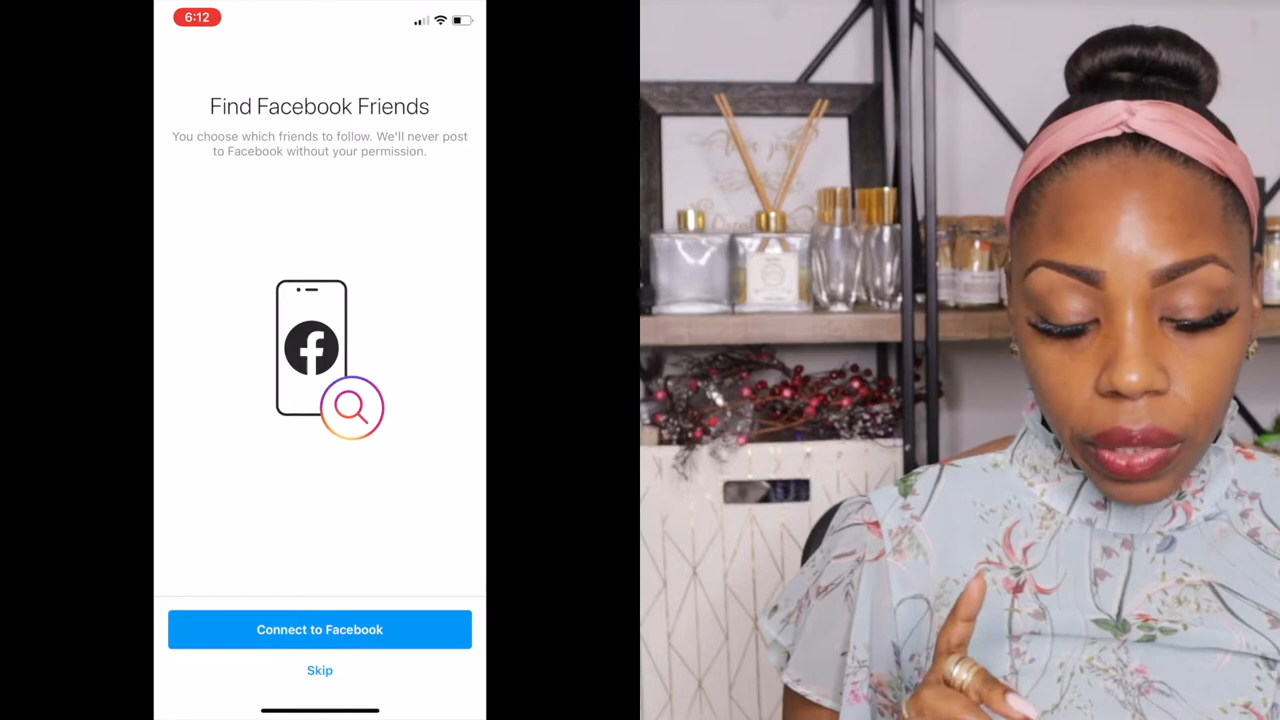 6:12
Find Facebook Friends
You choose which friends to follow. We'll never post
to Facebook without your permission.
Connect to Facebook
Skip